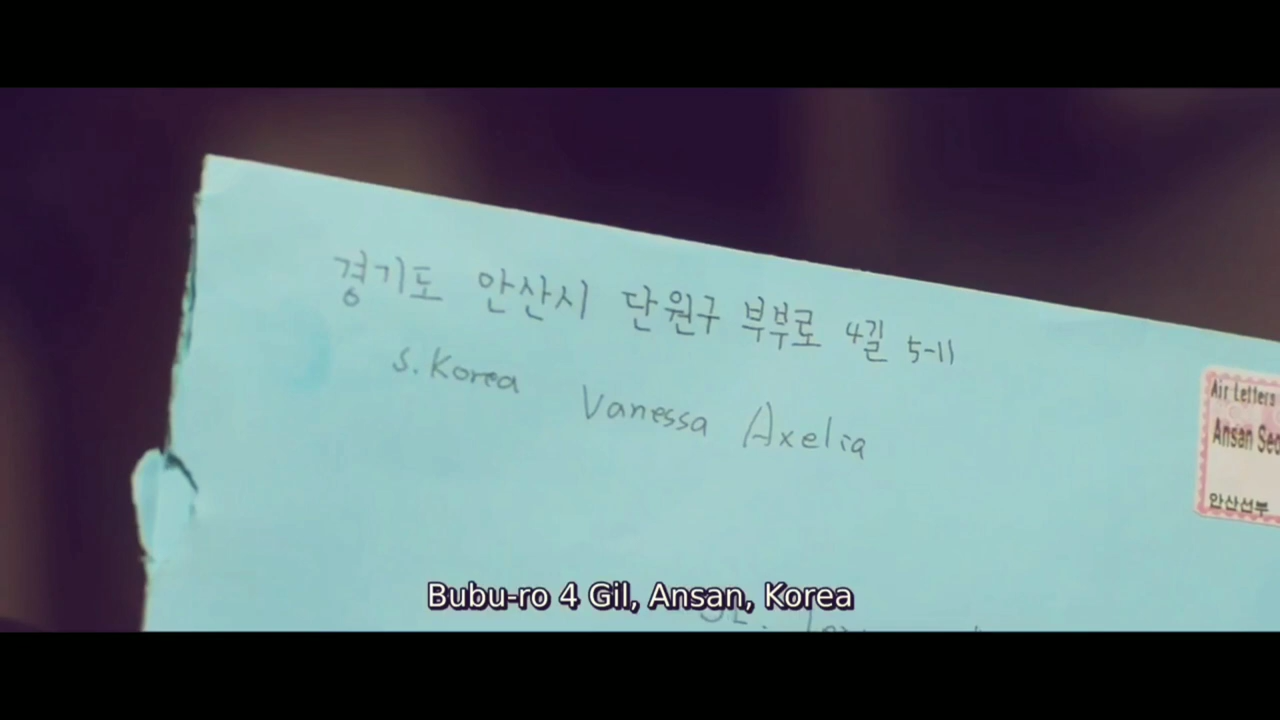 경기도 안산시 단원구 부부로 4길 5-11
S. Korea Vanessa Axelia
Air Letters
Ansan
안산선부
Bubu-ro 4 Gil, Ansan, Korea